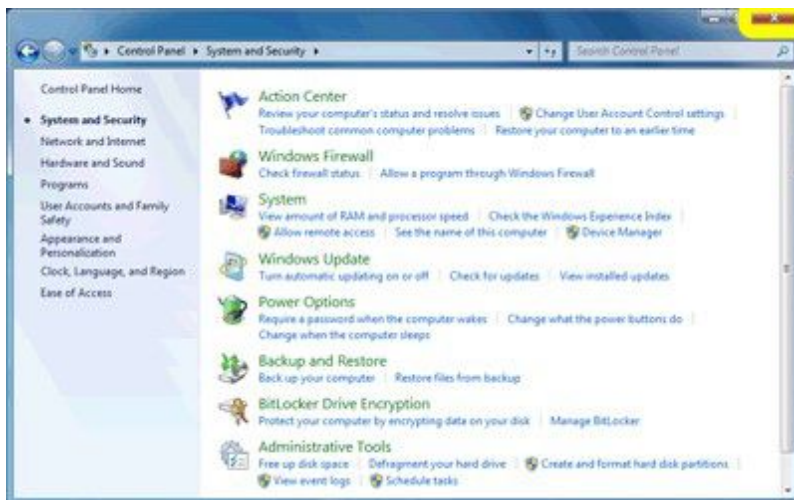 Control Panel ▸ System and Security ▸
Search Control Panel
Control Panel Home
System and Security
Network and Internet
Hardware and Sound
Programs
User Accounts and Family
Safety
Appearance and
Personalization
Clock, Language, and Region
Ease of Access
Action Center
Review your computer's status and resolve issues | Change User Account Control settings
Troubleshoot common computer problems | Restore your computer to an earlier time
Windows Firewall
Check firewall status | Allow a program through Windows Firewall
System
View amount of RAM and processor speed | Check the Windows Experience Index
Allow remote access | See the name of this computer | Device Manager
Windows Update
Turn automatic updating on or off | Check for updates | View installed updates
Power Options
Require a password when the computer wakes | Change what the power buttons do
Change when the computer sleeps
Backup and Restore
Back up your computer | Restore files from backup
BitLocker Drive Encryption
Protect your computer by encrypting data on your disk | Manage BitLocker
Administrative Tools
Free up disk space | Defragment your hard drive | Create and format hard disk partitions
View event logs | Schedule tasks